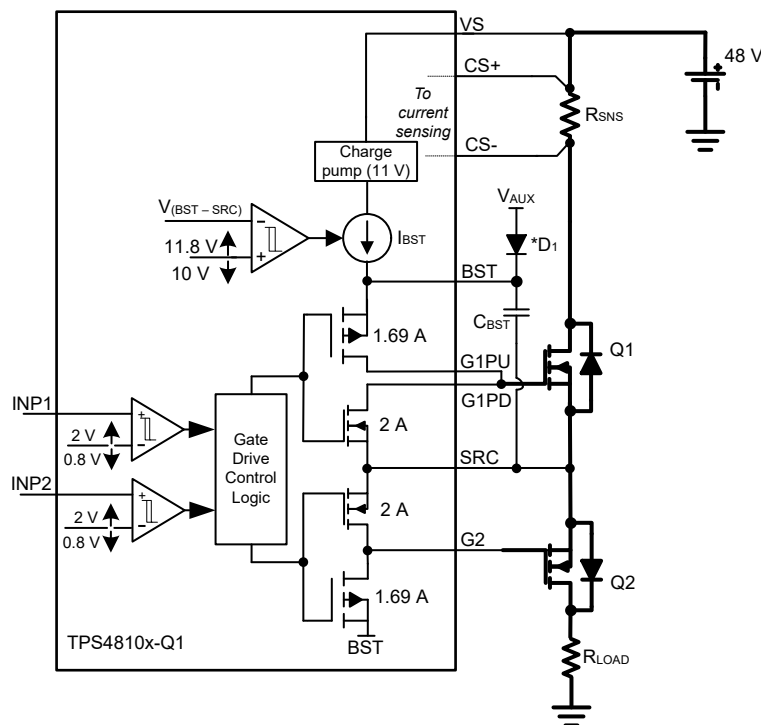 VS
CS+
To
current
sensing
CS-
48 V
RSNS
Charge
pump (11 V)
V(BST – SRC)
11.8 V
10 V
−
+
IBST
VAUX
*D1
BST
CBST
1.69 A
G1PU
G1PD
Q1
INP1
+
−
2 V
0.8 V
Gate
Drive
Control
Logic
2 A
SRC
INP2
+
−
2 V
0.8 V
2 A
G2
Q2
1.69 A
BST
RLOAD
TPS4810x-Q1